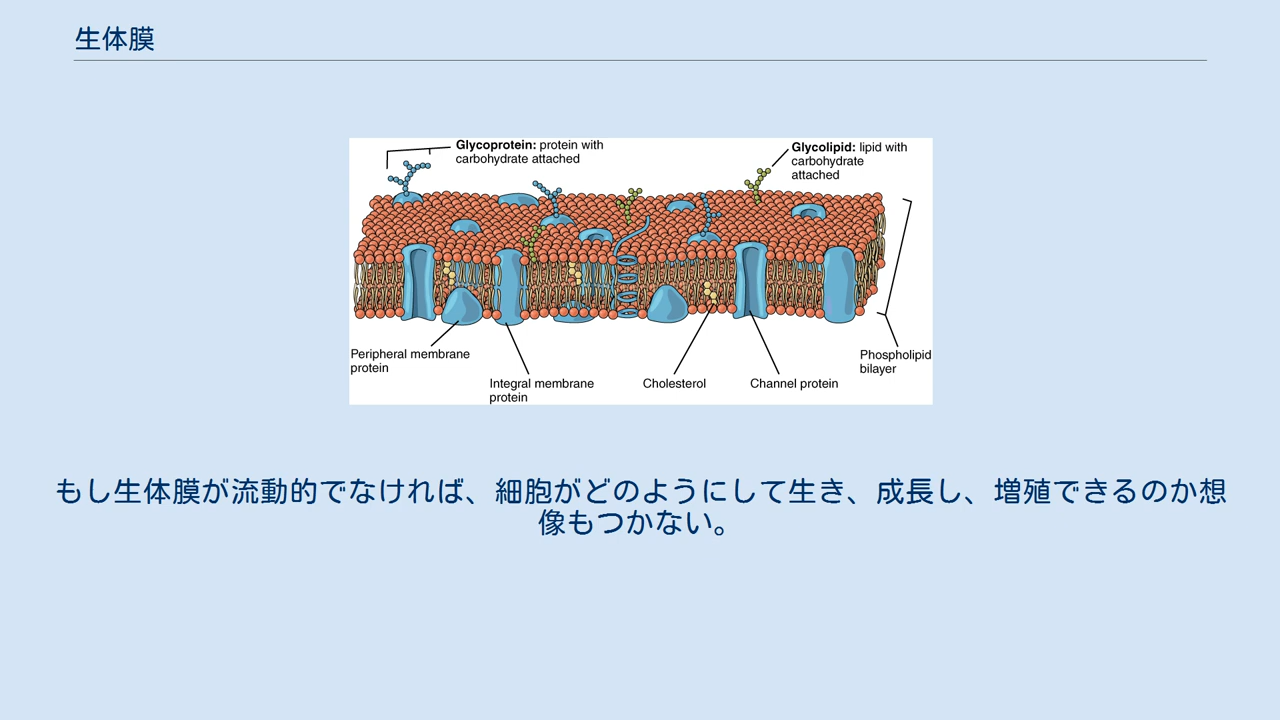 生体膜
Glycoprotein: protein with
carbohydrate attached
Glycolipid: lipid with
carbohydrate
attached
Peripheral membrane
protein
Integral membrane
protein
Cholesterol
Channel protein
Phospholipid
bilayer
もし生体膜が流動的でなければ、細胞がどのようにして生き、成長し、増殖できるのか想
像もつかない。